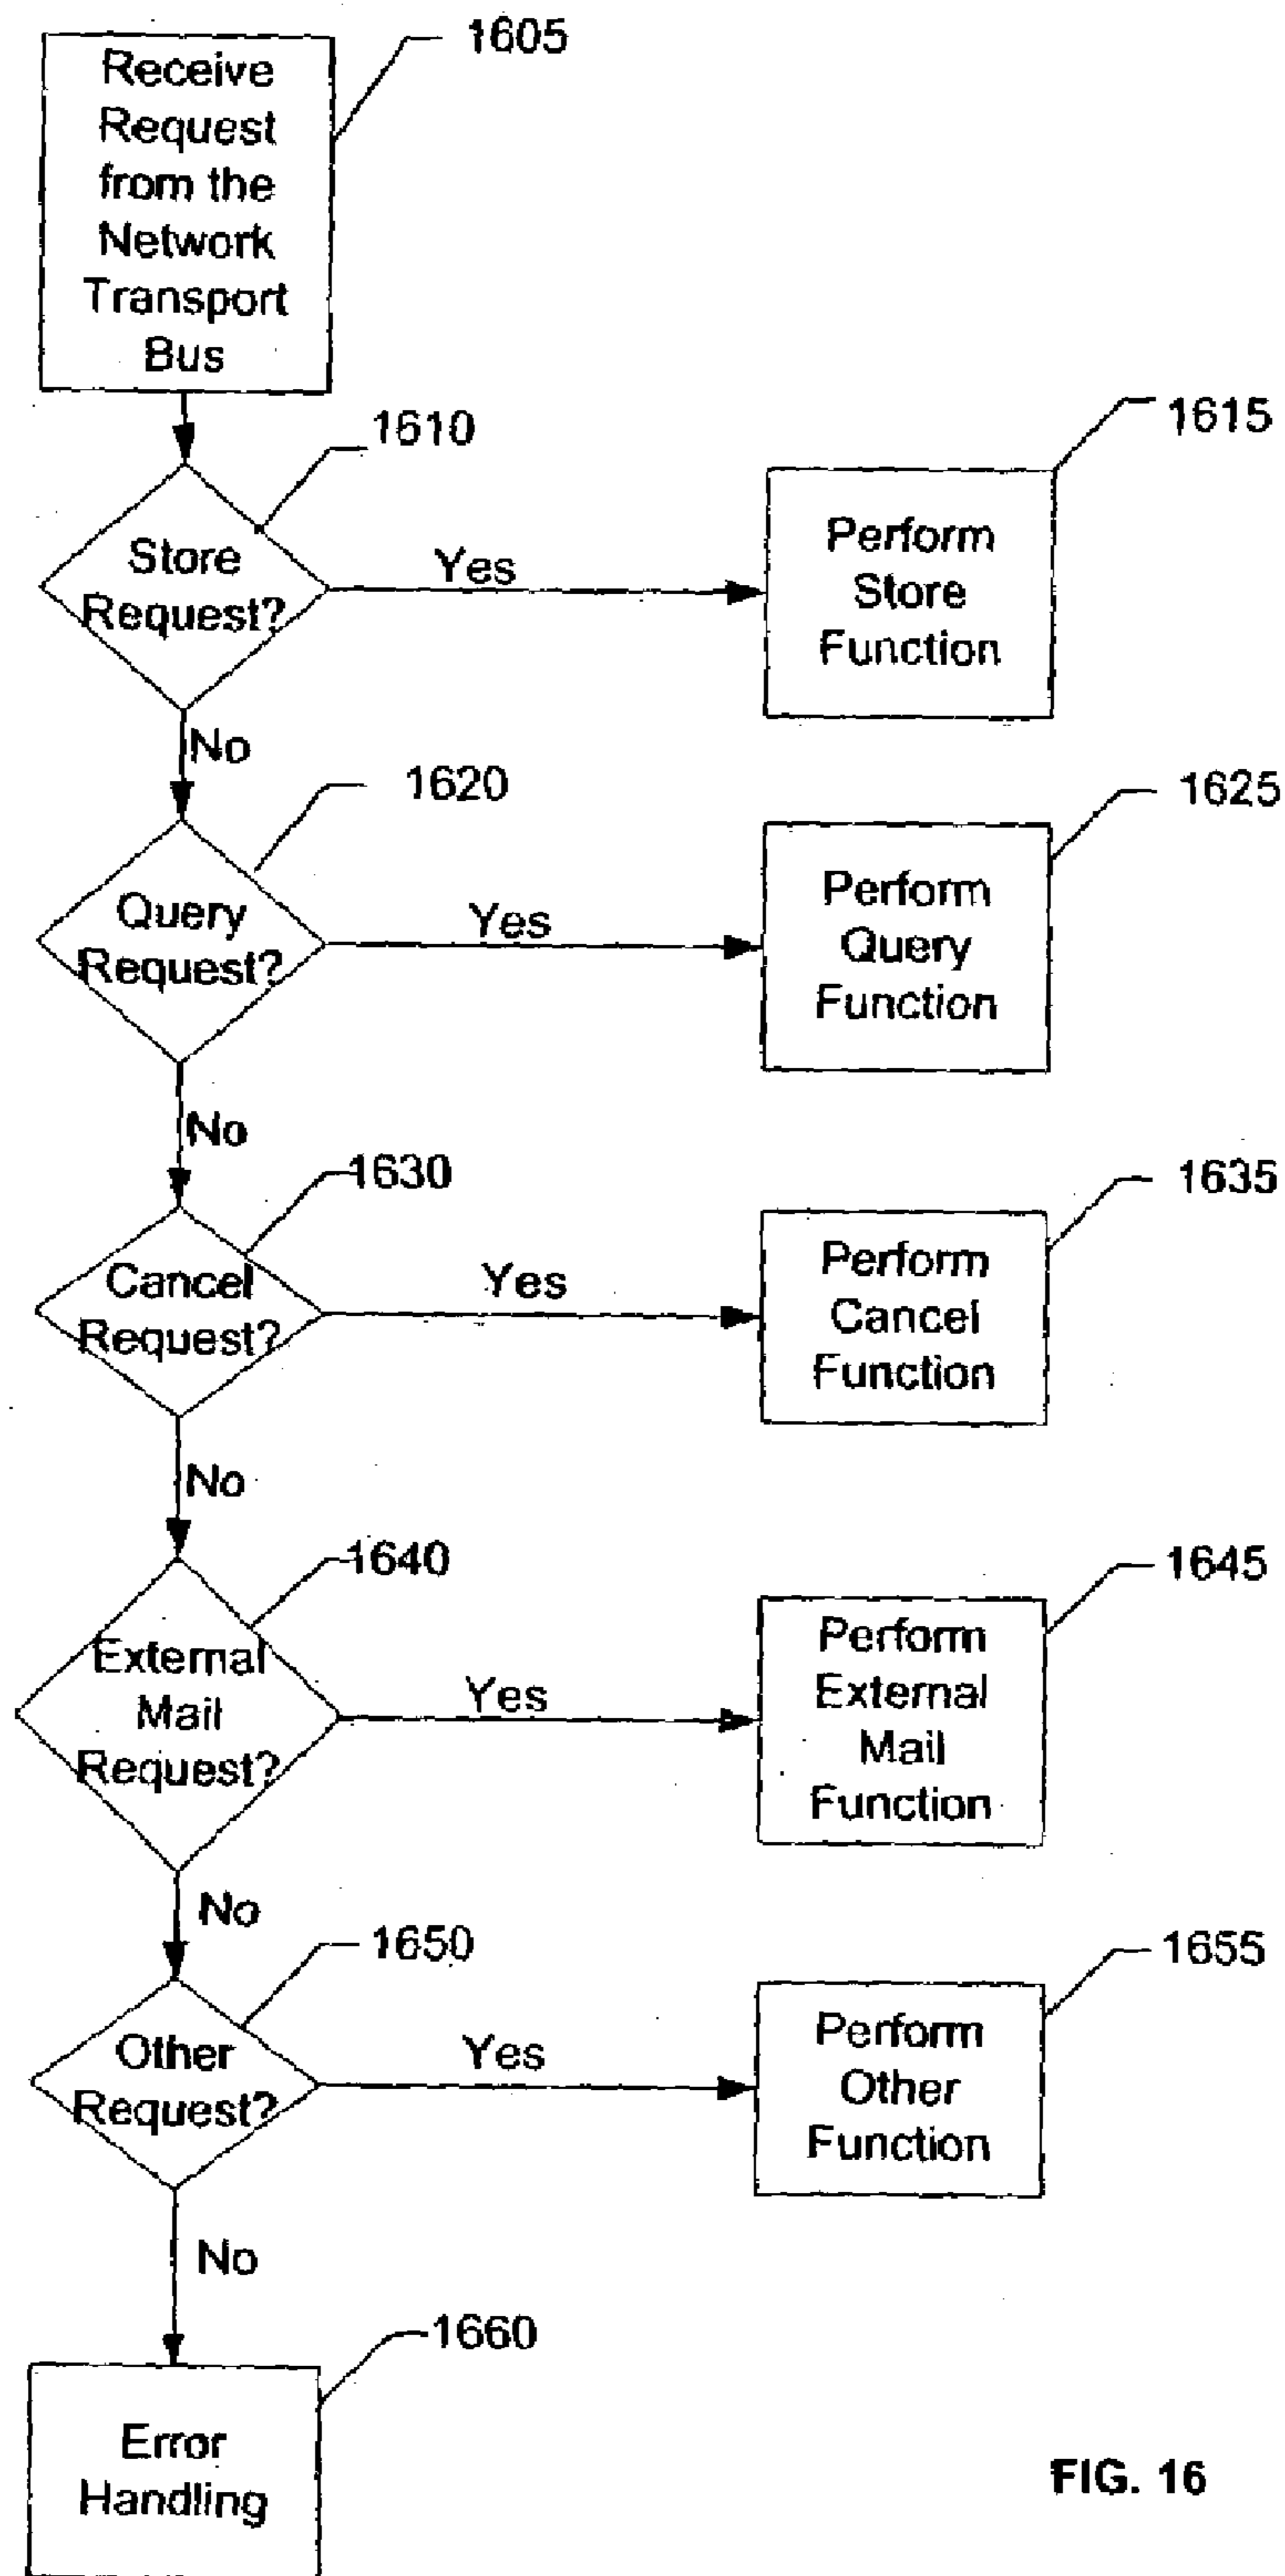 1605
Receive
Request
from the
Network
Transport
Bus
1610
Store
Request?
Yes
1615
Perform
Store
Function
No
1620
Query
Request?
Yes
1625
Perform
Query
Function
No
1630
Cancel
Request?
Yes
1635
Perform
Cancel
Function
No
1640
External
Mail
Request?
Yes
1645
Perform
External
Mail
Function
No
1650
Other
Request?
Yes
1655
Perform
Other
Function
No
1660
Error
Handling
FIG. 16